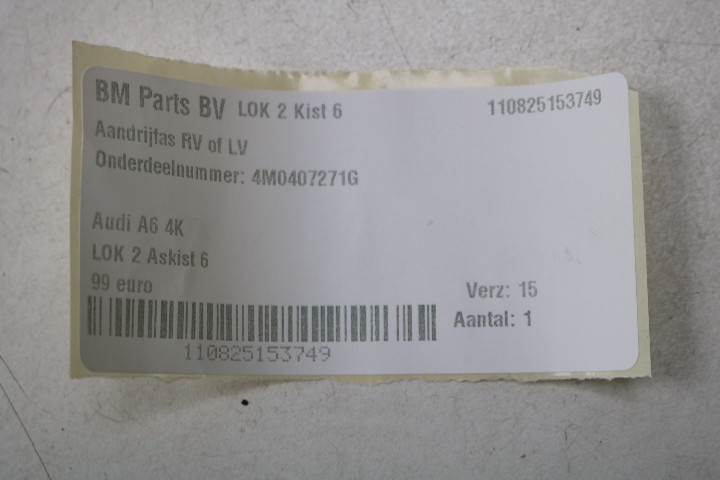 BM Parts BV LOK 2 Kist 6 110825153749
Aandrijfas RV of LV
Onderdeelnummer: 4M0407271G
Audi A6 4K
LOK 2 Askist 6
99 euro
Verz: 15
Aantal: 1
110825153749